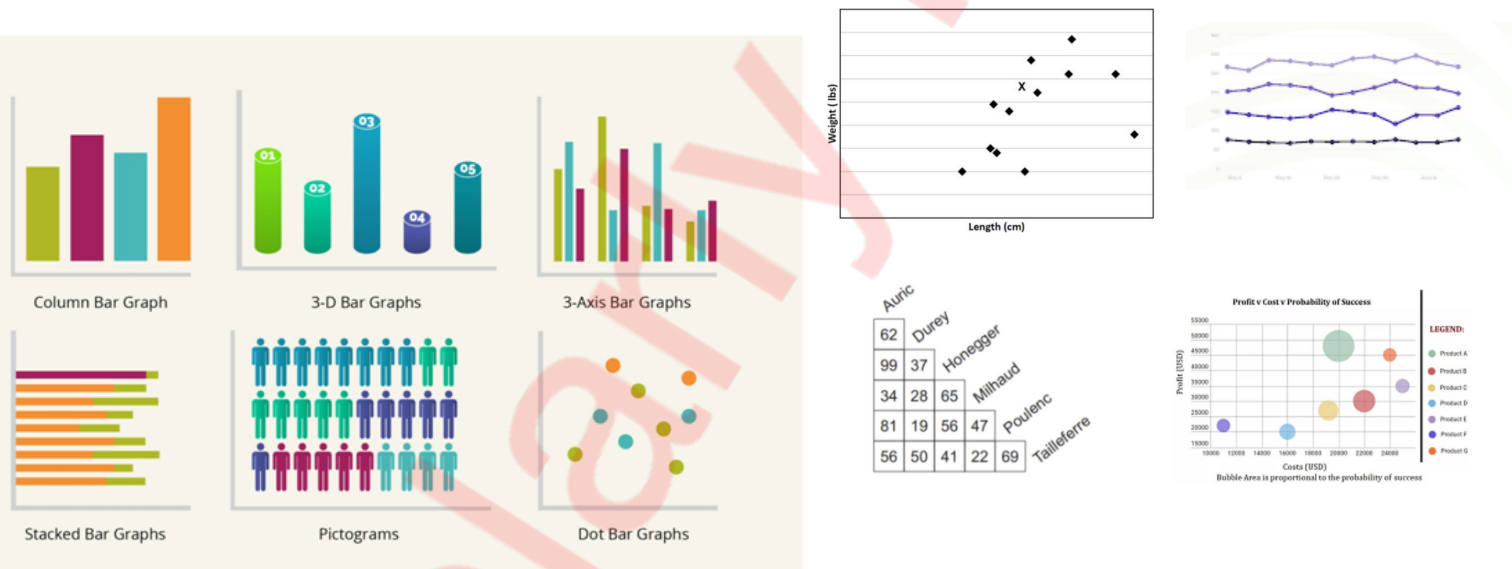 01
02
03
04
05
Column Bar Graph
3-D Bar Graphs
3-Axis Bar Graphs
Stacked Bar Graphs
Pictograms
Dot Bar Graphs
Weight ( lbs)
X
Length (cm)
Auric
62 Durey
99 37 Honegger
34 28 65 Milhaud
81 19 56 47 Poulenc
56 50 41 22 69 Tailleferre
Profit v Cost v Probability of Success
Profit (USD)
55000
50000
45000
40000
35000
30000
25000
20000
15000
10000 12000 14000 16000 18000 20000 22000 24000
Costs (USD)
Bubble Area is proportional to the probability of success
LEGEND:
Product A
Product B
Product C
Product D
Product E
Product F
Product G